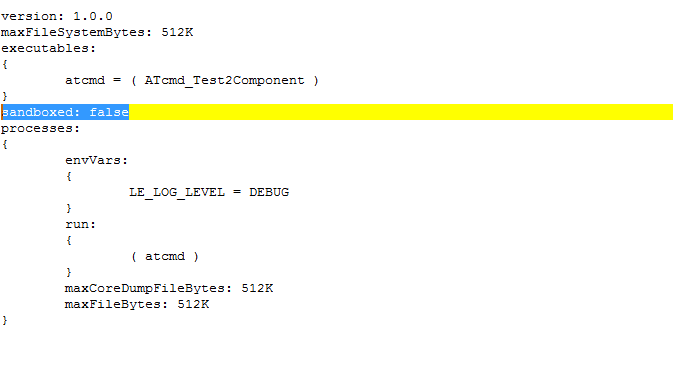 version: 1.0.0
maxFileSystemBytes: 512K
executables:
{
atcmd = ( ATcmd_Test2Component )
}
sandboxed: false
processes:
{
envVars:
{
LE_LOG_LEVEL = DEBUG
}
run:
{
( atcmd )
}
maxCoreDumpFileBytes: 512K
maxFileBytes: 512K
}